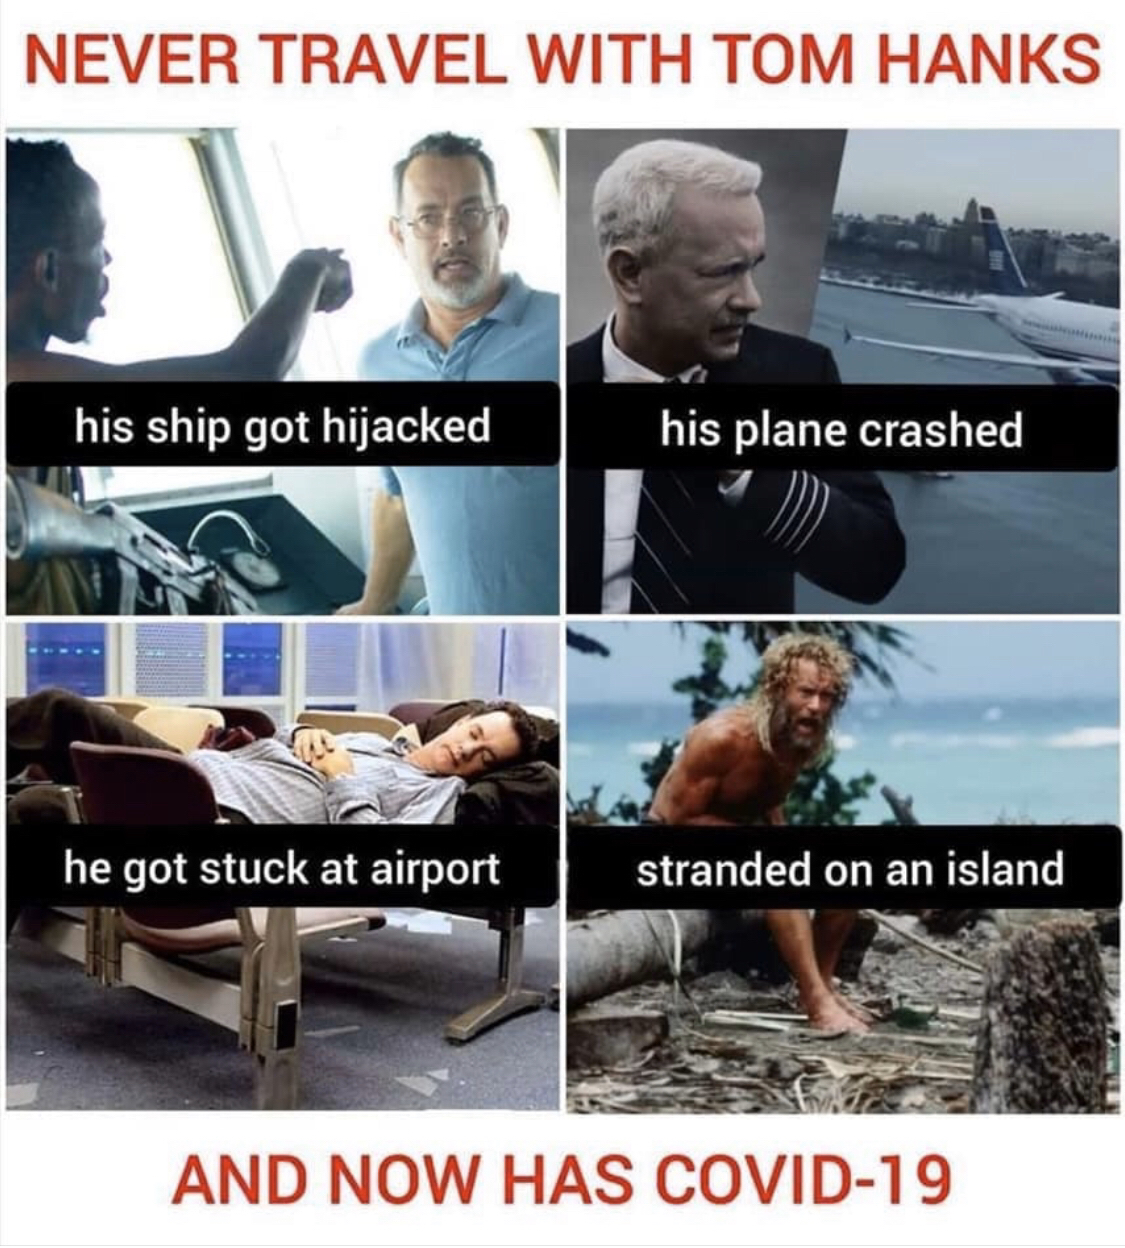 NEVER TRAVEL WITH TOM HANKS
his ship got hijacked
his plane crashed
he got stuck at airport
stranded on an island
AND NOW HAS COVID-19